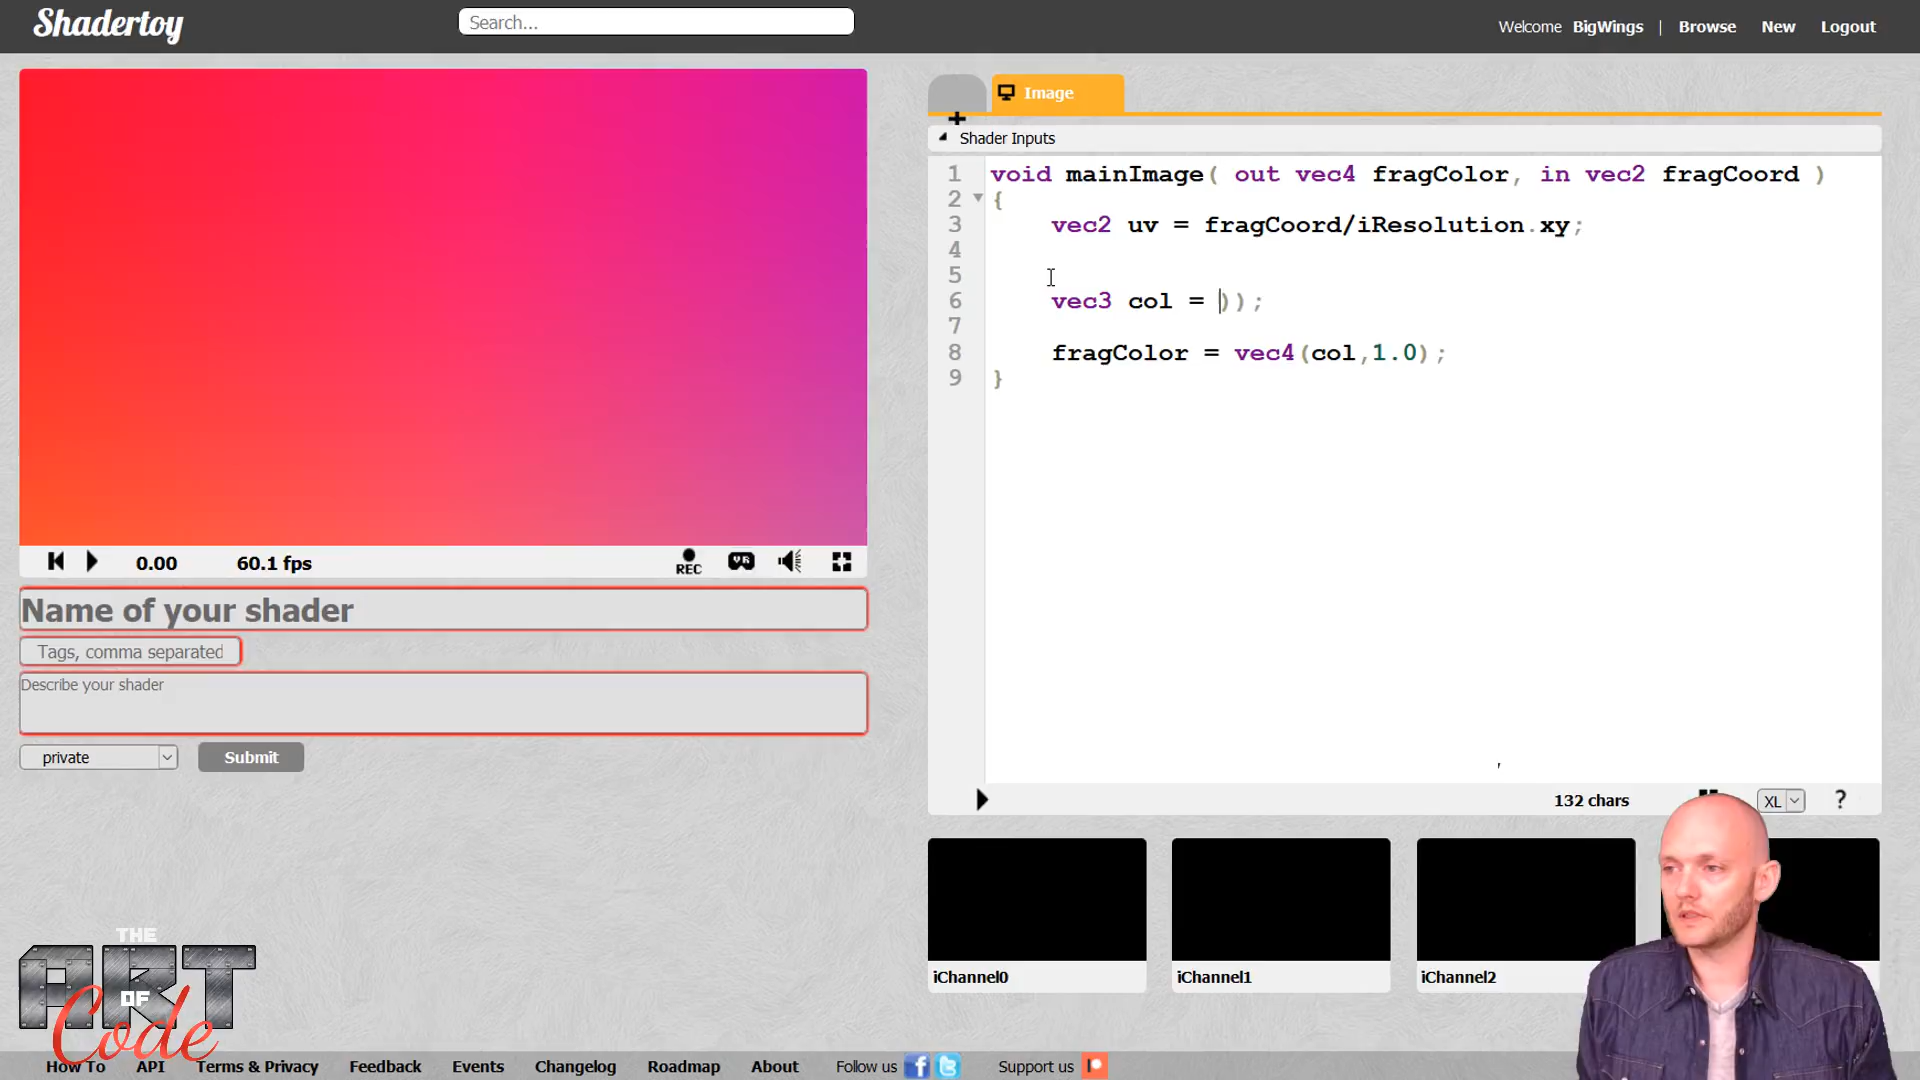 Shadertoy
Search...
Welcome BigWings | Browse New Logout
Image
+
Shader Inputs
1 void mainImage( out vec4 fragColor, in vec2 fragCoord )
2 {
3 vec2 uv = fragCoord/iResolution.xy;
4
5
6 vec3 col = ));
7
8 fragColor = vec4(col,1.0);
9 }
0.00 60.1 fps
REC
VR
Name of your shader
Tags, comma separated
Describe your shader
private
Submit
132 chars
XL
?
iChannel0
iChannel1
iChannel2
THE
ART
OF
Code
How To API Terms & Privacy Feedback Events Changelog Roadmap About Follow us f Support us